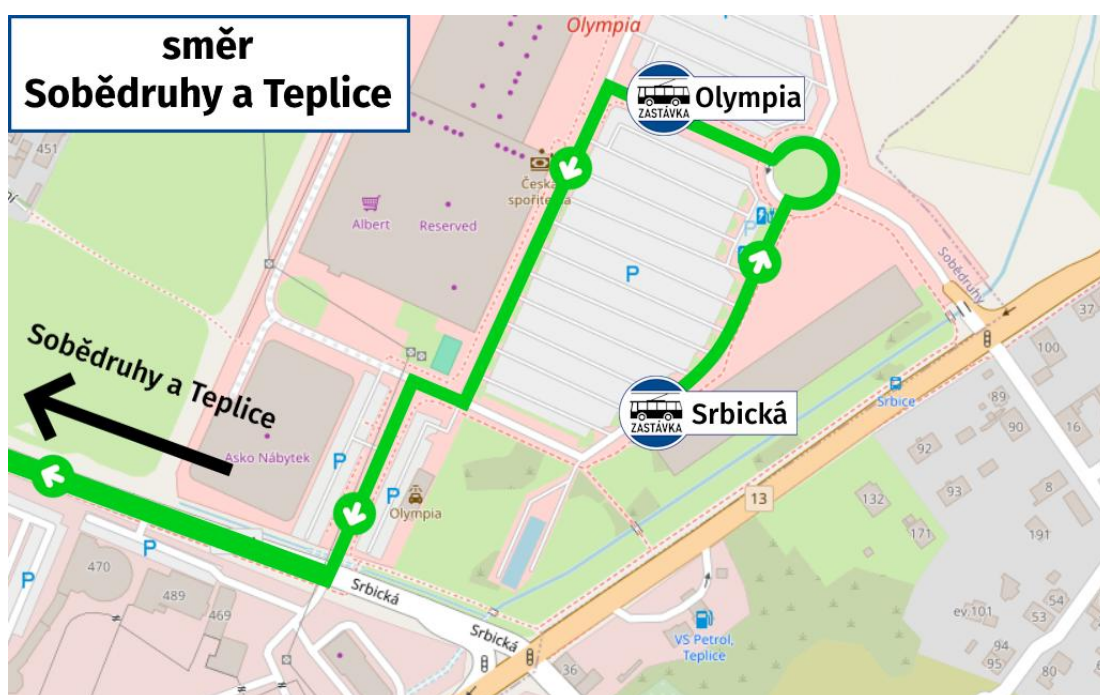 směr
Sobědruhy a Teplice
Olympia
ZASTÁVKA
Olympia
451
Česká
spořitelna
Albert
Reserved
P
P
P
Sobědruhy
37
100
Srbice
89
90
16
Sobědruhy a Teplice
ZASTÁVKA
Srbická
92
Asko Nábytek
P
P
Olympia
13
132
93
8
171
191
P
P
470
489
469
Srbická
Srbická
VS Petrol,
Teplice
ev.101
54
53
94
95
80
36